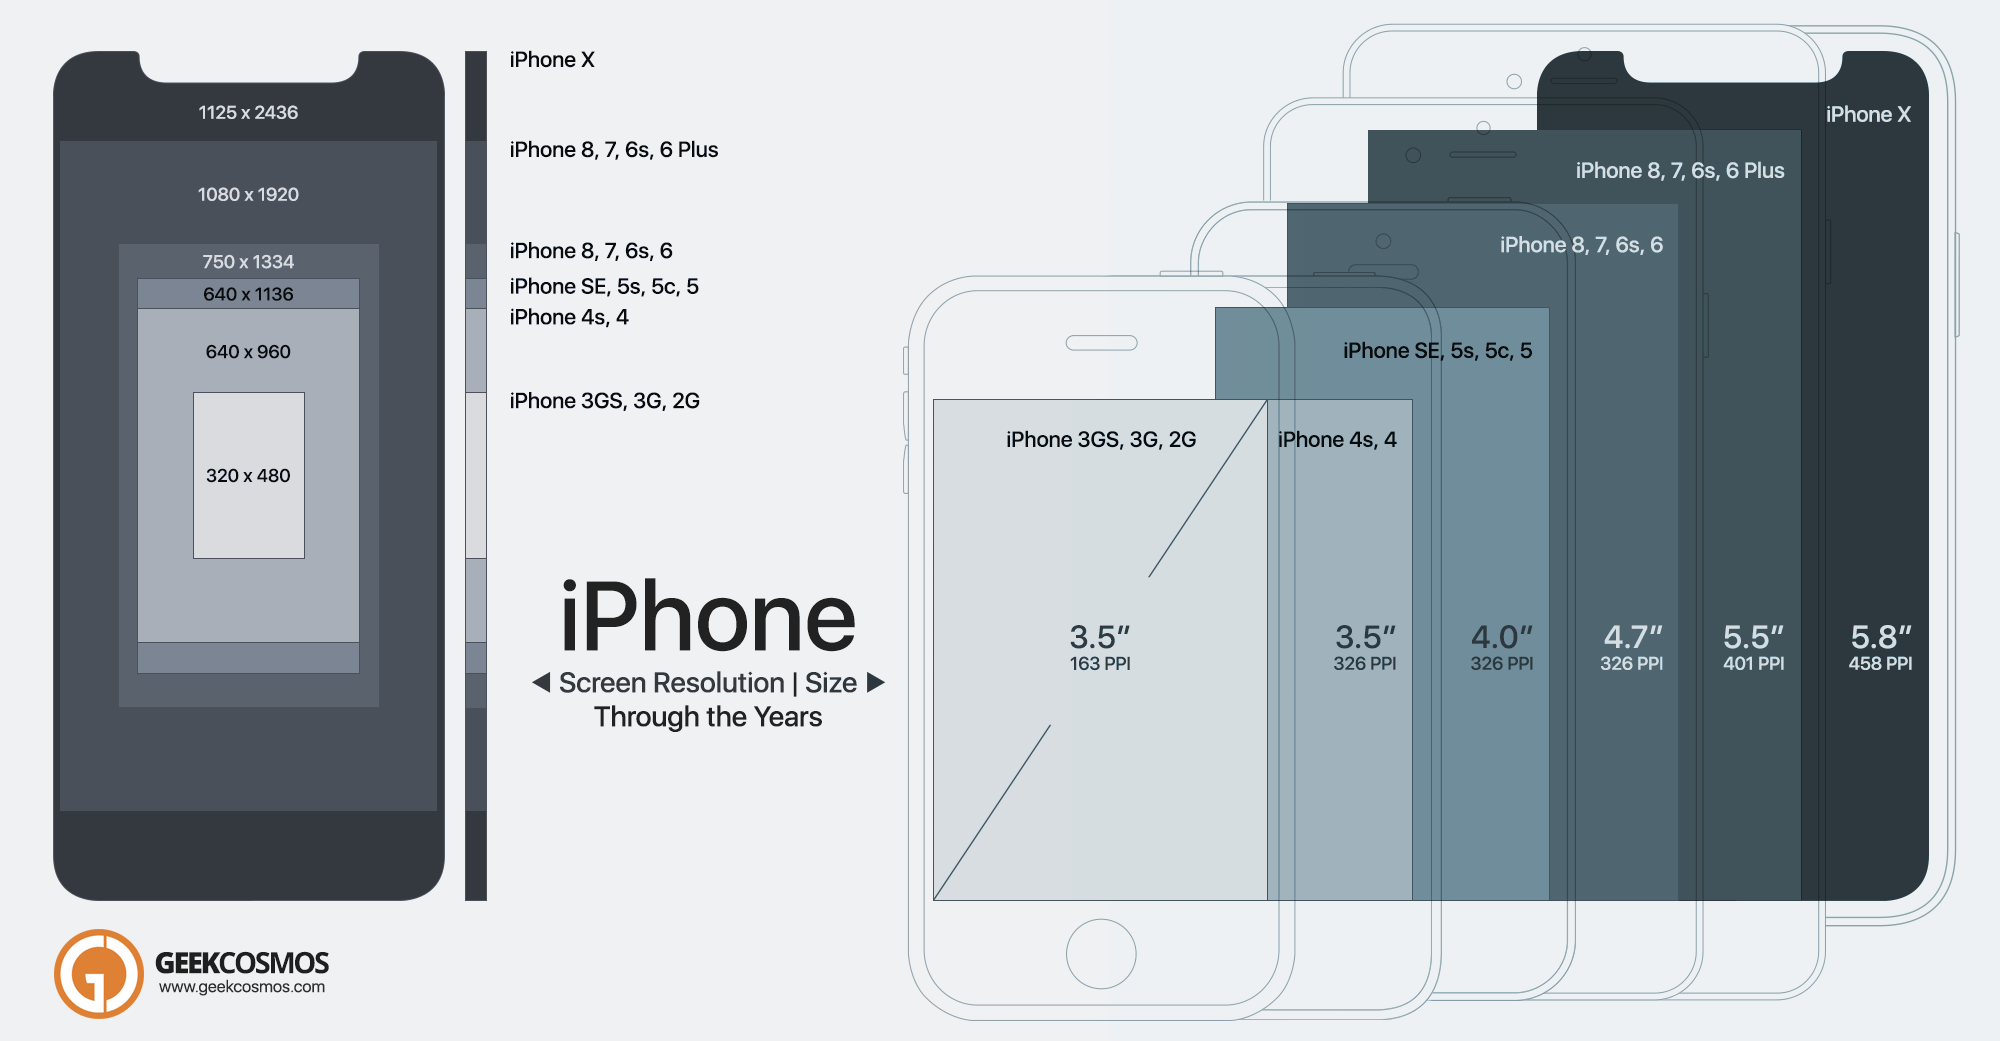 1125 x 2436
1080 x 1920
750 x 1334
640 x 1136
640 x 960
320 x 480
iPhone X
iPhone 8, 7, 6s, 6 Plus
iPhone 8, 7, 6s, 6
iPhone SE, 5s, 5c, 5
iPhone 4s, 4
iPhone 3GS, 3G, 2G
iPhone
◀ Screen Resolution | Size ▶
Through the Years
iPhone X
iPhone 8, 7, 6s, 6 Plus
iPhone 8, 7, 6s, 6
iPhone SE, 5s, 5c, 5
iPhone 3GS, 3G, 2G
iPhone 4s, 4
3.5”
163 PPI
3.5”
326 PPI
4.0”
326 PPI
4.7”
326 PPI
5.5”
401 PPI
5.8”
458 PPI
GEEKCOSMOS
www.geekcosmos.com